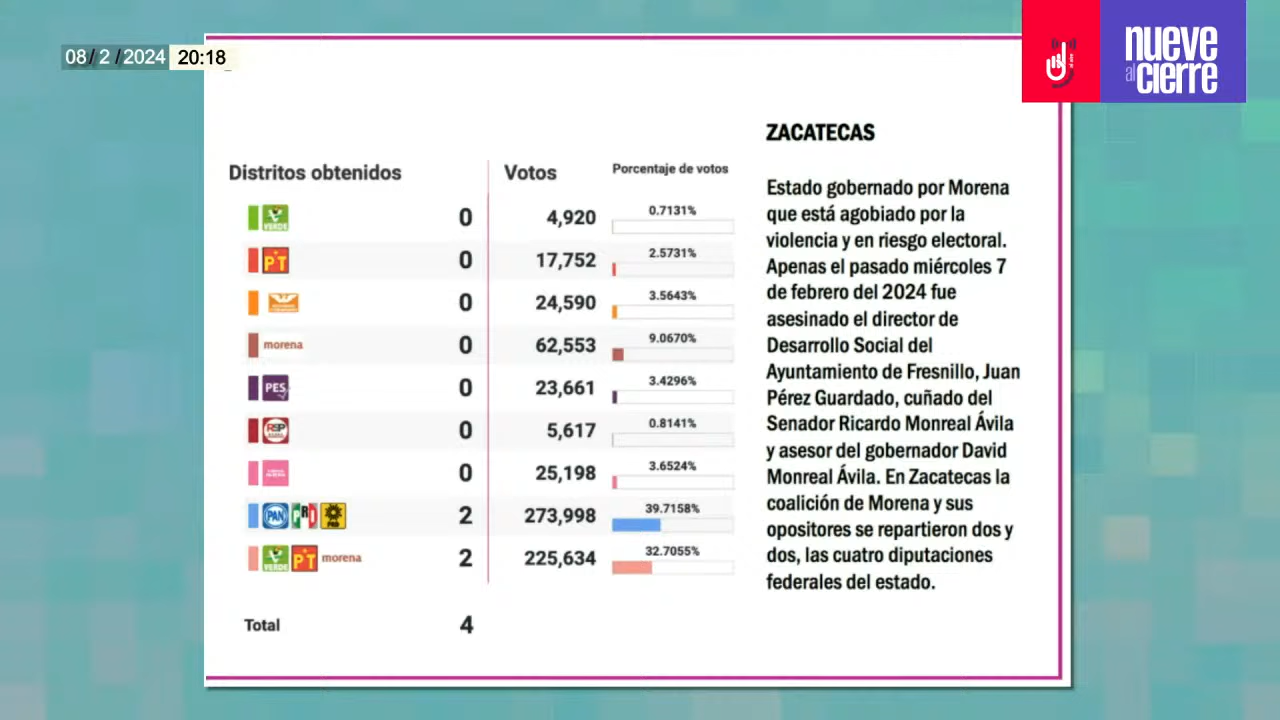 08/ 2 /2024 20:18
nueve
al
cierre
Distritos obtenidos Votos Porcentaje de votos
VERDE 0 4,920 0.7131%
PT 0 17,752 2.5731%
0 24,590 3.5643%
morena 0 62,553 9.0670%
PES 0 23,661 3.4296%
RSP 0 5,617 0.8141%
0 25,198 3.6524%
PAN PRD PRD 2 273,998 39.7158%
VERDE PT morena 2 225,634 32.7055%
Total 4
ZACATECAS
Estado gobernado por Morena
que está agobiado por la
violencia y en riesgo electoral.
Apenas el pasado miércoles 7
de febrero del 2024 fue
asesinado el director de
Desarrollo Social del
Ayuntamiento de Fresnillo, Juan
Pérez Guardado, cuñado del
Senador Ricardo Monreal Ávila
y asesor del gobernador David
Monreal Ávila. En Zacatecas la
coalición de Morena y sus
opositores se repartieron dos y
dos, las cuatro diputaciones
federales del estado.